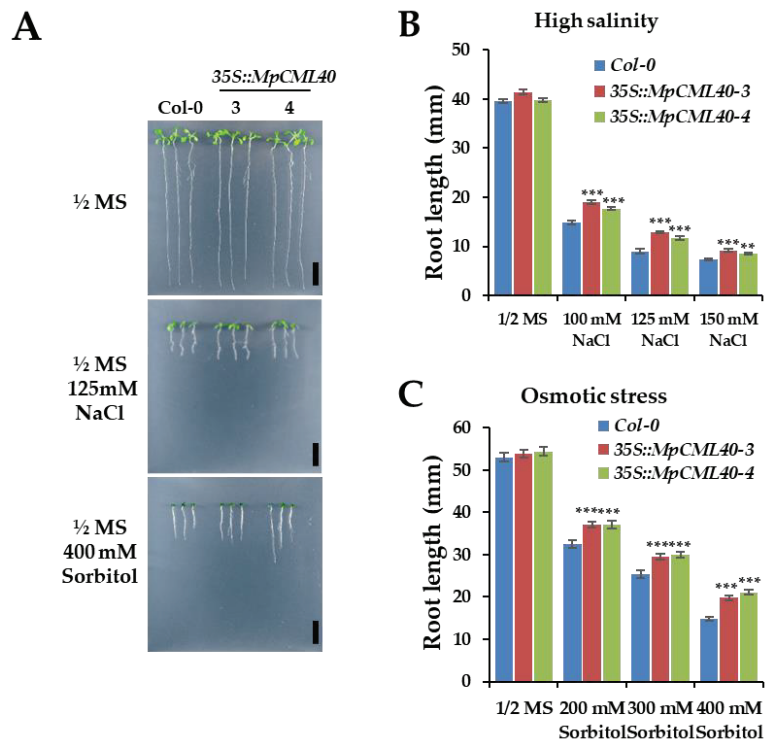 A
35S::MpCML40
Col-0 3 4
½ MS
½ MS
125mM
NaCl
½ MS
400 mM
Sorbitol
B
High salinity
Root length (mm)
50
40
30
20
10
0
Col-0
35S::MpCML40-3
35S::MpCML40-4
*** ***
*** ***
*** **
1/2 MS 100 mM 125 mM 150 mM
NaCl NaCl NaCl
C
Osmotic stress
Root length (mm)
60
50
40
30
20
10
0
Col-0
35S::MpCML40-3
35S::MpCML40-4
*** ***
*** ***
*** ***
1/2 MS 200 mM 300 mM 400 mM
Sorbitol Sorbitol Sorbitol